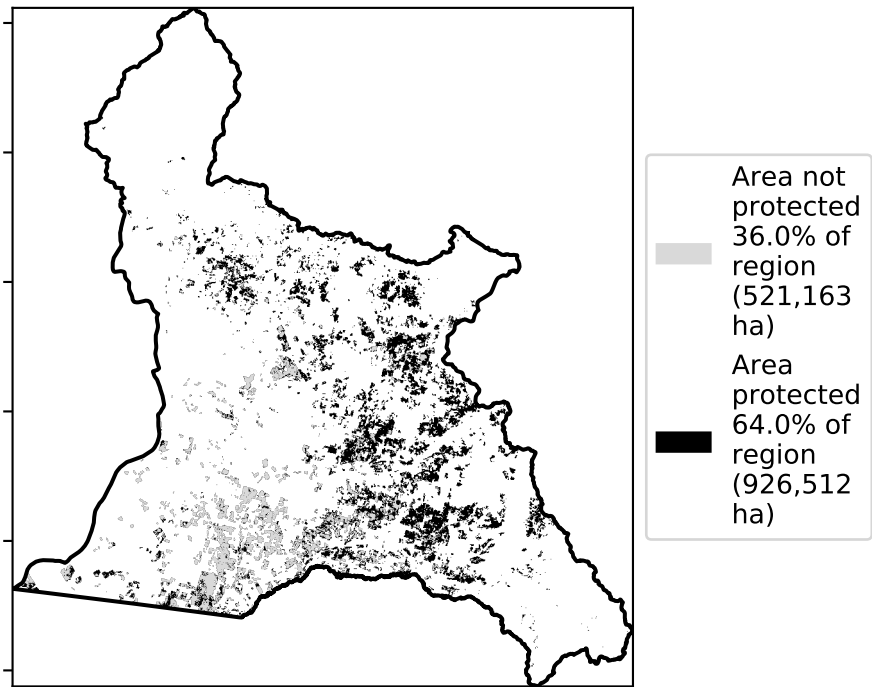 Area not
protected
36.0% of
region
(521,163
ha)
Area
protected
64.0% of
region
(926,512
ha)